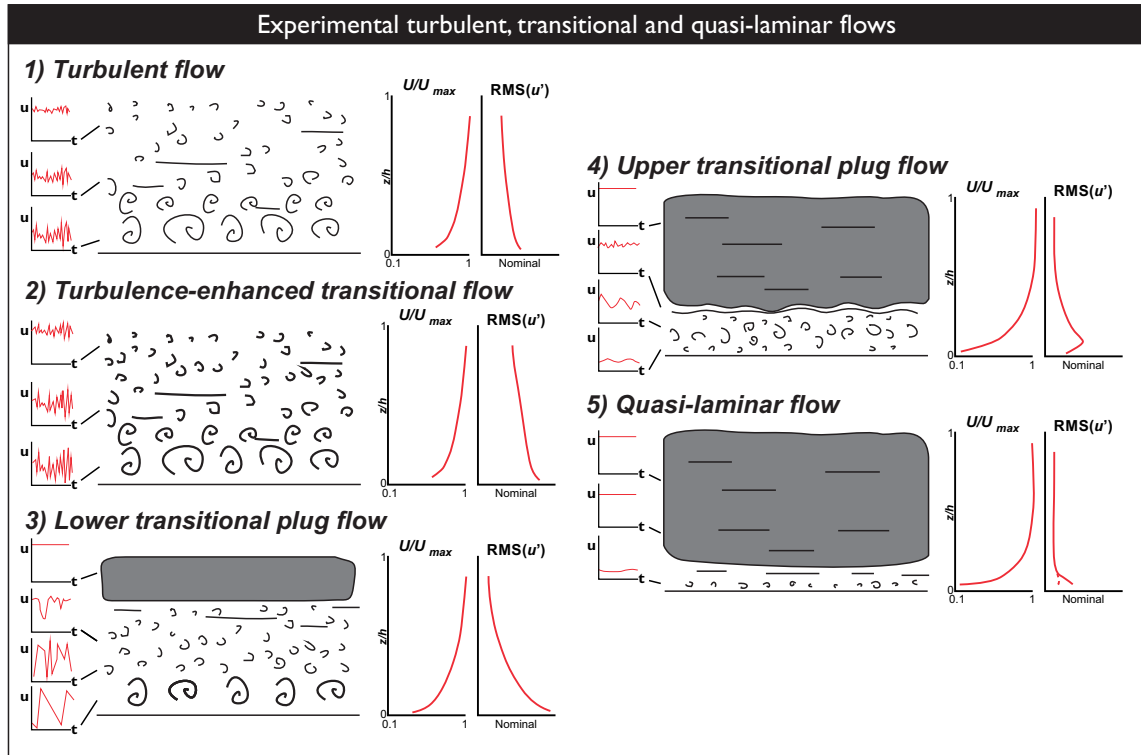 Experimental turbulent, transitional and quasi-laminar flows
1) Turbulent flow
u
t
u
t
u
t
U/U max
RMS(u')
1
z/h
0
0.1
1
Nominal
2) Turbulence-enhanced transitional flow
u
t
u
t
u
t
U/U max
RMS(u')
1
z/h
0
0.1
1
Nominal
3) Lower transitional plug flow
u
t
u
t
u
t
u
t
U/U max
RMS(u')
1
z/h
0
0.1
1
Nominal
4) Upper transitional plug flow
u
t
u
t
u
t
u
t
U/U max
RMS(u')
1
z/h
0
0.1
1
Nominal
5) Quasi-laminar flow
u
t
u
t
u
t
U/U max
RMS(u')
1
z/h
0
0.1
1
Nominal